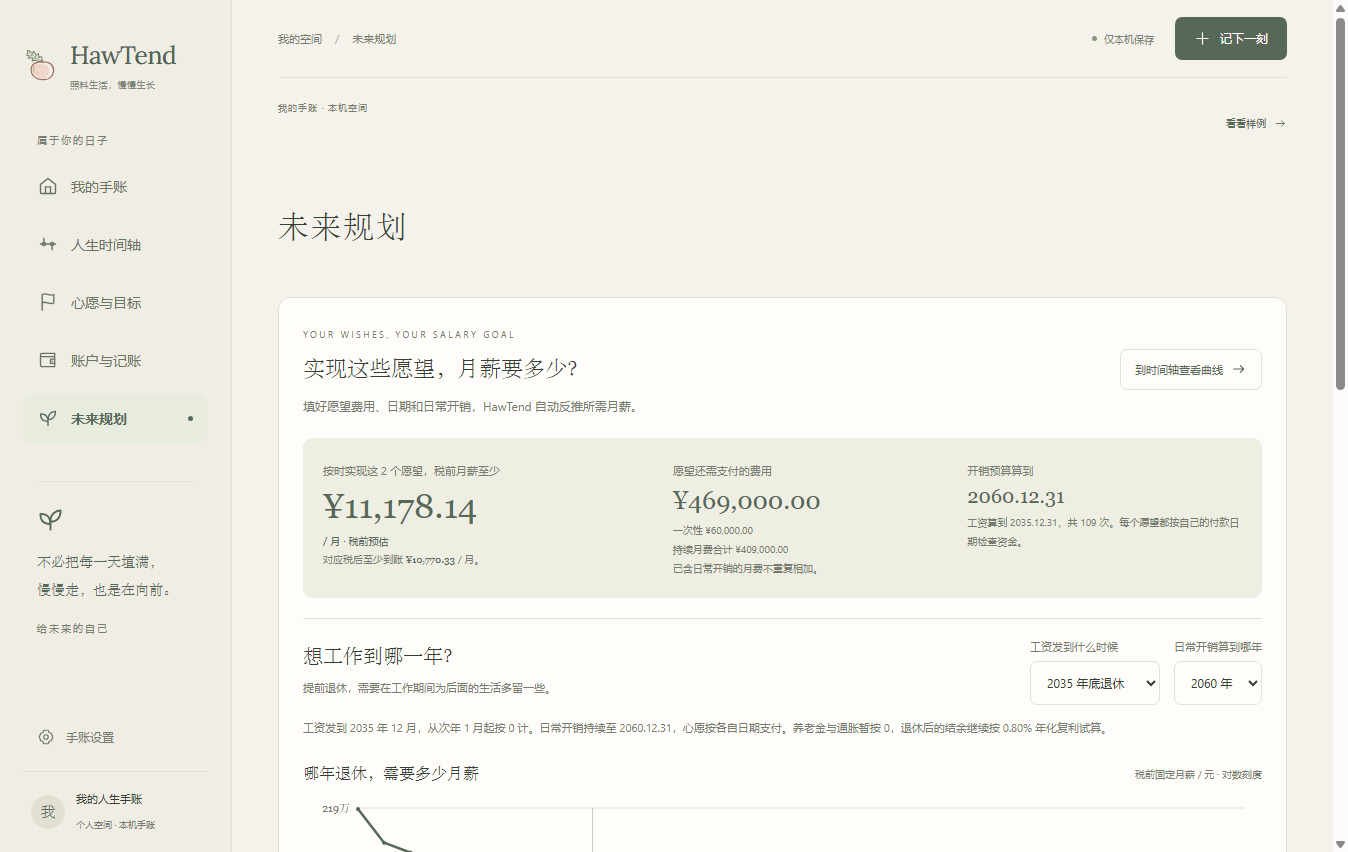 HawTend
照料生活，慢慢生长
属于你的日子
我的手账
人生时间轴
心愿与目标
账户与记账
未来规划
不必把每一天填满，
慢慢走，也是在向前。
给未来的自己
手账设置
我
我的人生手账
个人空间 · 本机手账
我的空间 / 未来规划
仅本机保存
记下一刻
我的手账 · 本机空间
看看样例 →
未来规划
YOUR WISHES, YOUR SALARY GOAL
实现这些愿望，月薪要多少?
填好愿望费用、日期和日常开销，HawTend 自动反推所需月薪。
到时间轴查看曲线 →
按时实现这 2 个愿望，税前月薪至少
¥11,178.14
/ 月 · 税前预估
对应税后至少到账 ¥10,770.33 / 月。
愿望还需支付的费用
¥469,000.00
一次性 ¥60,000.00
持续月费合计 ¥409,000.00
已含日常开销的月费不重复相加。
开销预算算到
2060.12.31
工资算到 2035.12.31，共 109 次。每个愿望都按自己的付款日
期检查资金。
想工作到哪一年?
提前退休，需要在工作期间为后面的生活多留一些。
工资发到什么时候
2035 年底退休
日常开销算到哪年
2060 年
工资发到 2035 年 12 月，从次年 1 月起按 0 计。日常开销持续至 2060.12.31，心愿按各自日期支付。养老金与通胀暂按 0，退休后的结余继续按 0.80% 年化复利试算。
哪年退休，需要多少月薪
税前固定月薪 / 元 · 对数刻度
219万